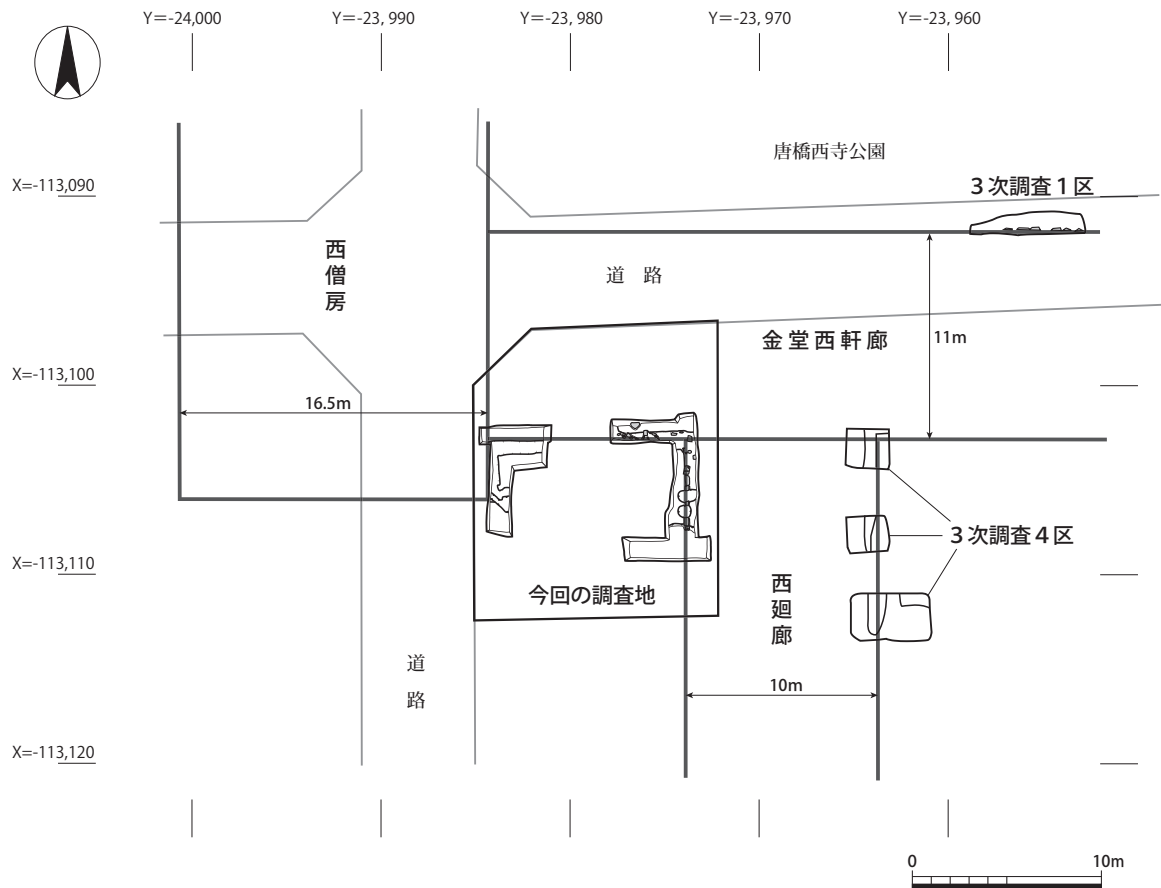 Y=-24,000
Y=-23, 990
Y=-23, 980
Y=-23, 970
Y=-23, 960
唐橋西寺公園
X=-113,090
3次調査1区
西僧房
道 路
金堂西軒廊
11m
X=-113,100
16.5m
3次調査4区
X=-113,110
今回の調査地
西廻廊
道路
10m
X=-113,120
0 10m